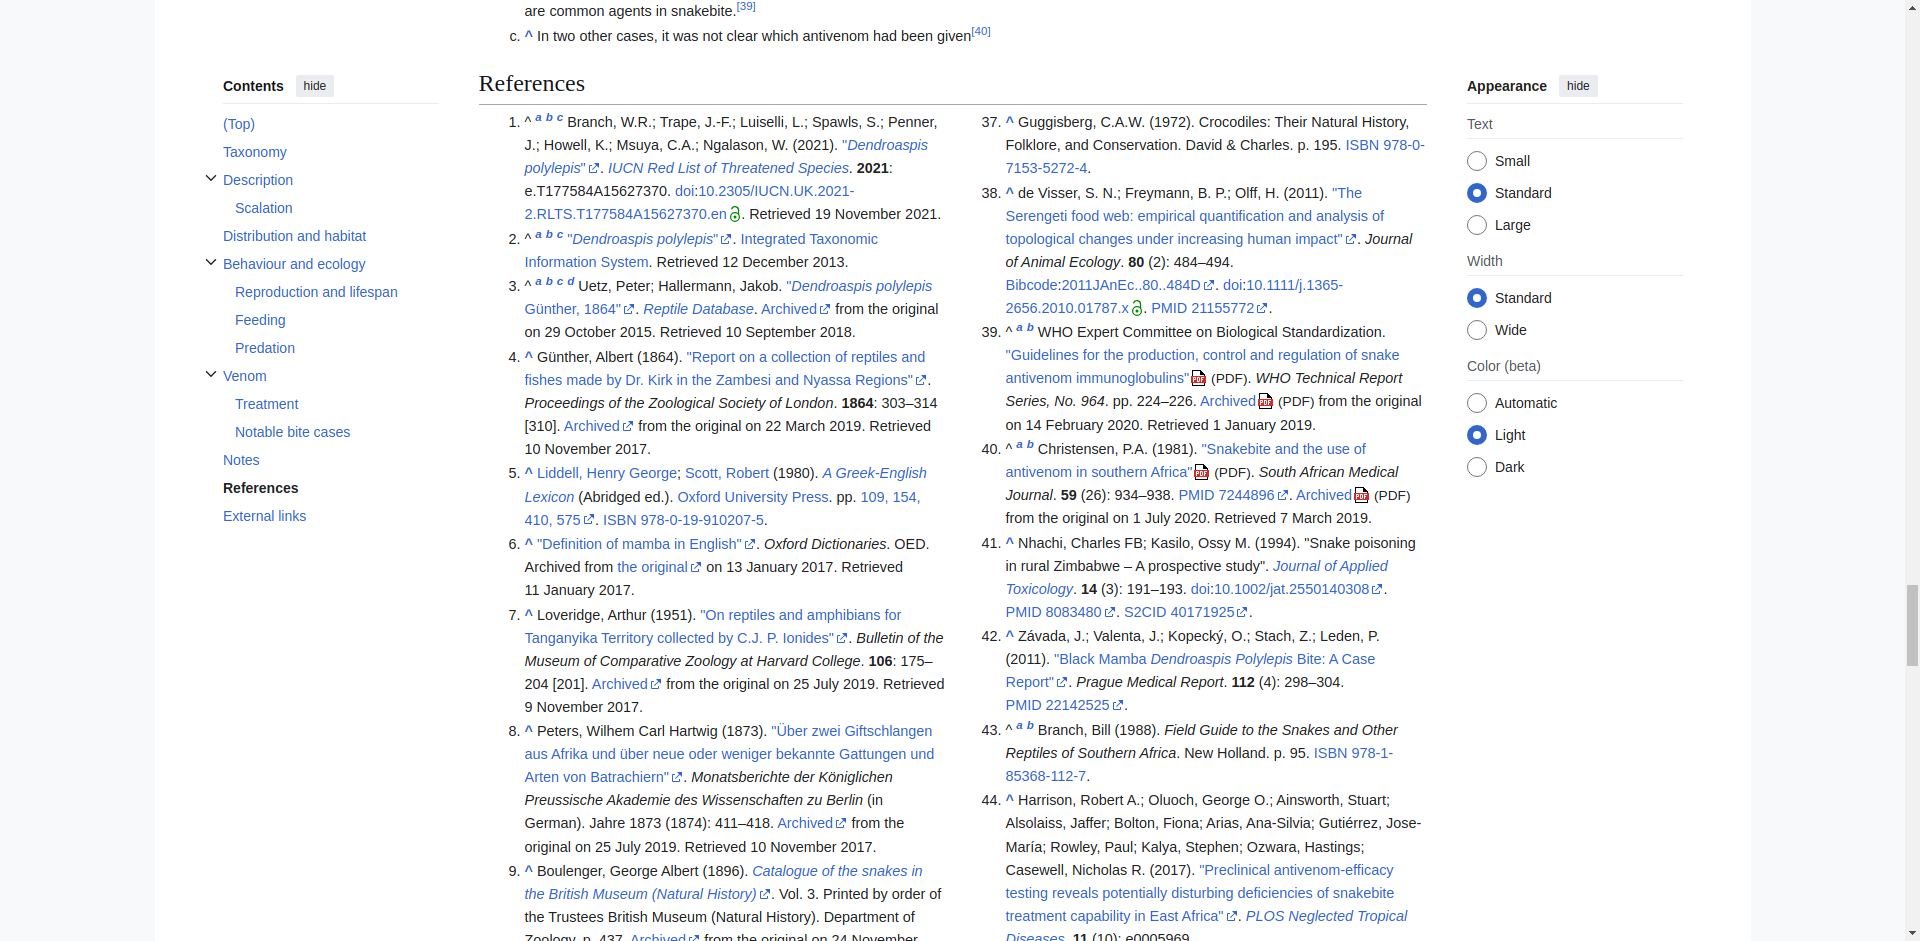 are common agents in snakebite.[39]
c. ^ In two other cases, it was not clear which antivenom had been given[40]
Contents hide
(Top)
Taxonomy
Description
Scalation
Distribution and habitat
Behaviour and ecology
Reproduction and lifespan
Feeding
Predation
Venom
Treatment
Notable bite cases
Notes
References
External links
References
1. ^ a b c Branch, W.R.; Trape, J.-F.; Luiselli, L.; Spawls, S.; Penner,
J.; Howell, K.; Msuya, C.A.; Ngalason, W. (2021). "Dendroaspis
polylepis". IUCN Red List of Threatened Species. 2021:
e.T177584A15627370. doi:10.2305/IUCN.UK.2021-
2.RLTS.T177584A15627370.en. Retrieved 19 November 2021.
2. ^ a b c "Dendroaspis polylepis". Integrated Taxonomic
Information System. Retrieved 12 December 2013.
3. ^ a b c d Uetz, Peter; Hallermann, Jakob. "Dendroaspis polylepis
Günther, 1864". Reptile Database. Archived from the original
on 29 October 2015. Retrieved 10 September 2018.
4. ^ Günther, Albert (1864). "Report on a collection of reptiles and
fishes made by Dr. Kirk in the Zambesi and Nyassa Regions".
Proceedings of the Zoological Society of London. 1864: 303–314
[310]. Archived from the original on 22 March 2019. Retrieved
10 November 2017.
5. ^ Liddell, Henry George; Scott, Robert (1980). A Greek-English
Lexicon (Abridged ed.). Oxford University Press. pp. 109, 154,
410, 575. ISBN 978-0-19-910207-5.
6. ^ "Definition of mamba in English". Oxford Dictionaries. OED.
Archived from the original on 13 January 2017. Retrieved
11 January 2017.
7. ^ Loveridge, Arthur (1951). "On reptiles and amphibians for
Tanganyika Territory collected by C.J. P. Ionides". Bulletin of the
Museum of Comparative Zoology at Harvard College. 106: 175–
204 [201]. Archived from the original on 25 July 2019. Retrieved
9 November 2017.
8. ^ Peters, Wilhem Carl Hartwig (1873). "Über zwei Giftschlangen
aus Afrika und über neue oder weniger bekannte Gattungen und
Arten von Batrachiern". Monatsberichte der Königlichen
Preussische Akademie des Wissenschaften zu Berlin (in
German). Jahre 1873 (1874): 411–418. Archived from the
original on 25 July 2019. Retrieved 10 November 2017.
9. ^ Boulenger, George Albert (1896). Catalogue of the snakes in
the British Museum (Natural History). Vol. 3. Printed by order of
the Trustees British Museum (Natural History). Department of
Zoology. p. 437. Archived from the original on 24 November
37. ^ Guggisberg, C.A.W. (1972). Crocodiles: Their Natural History,
Folklore, and Conservation. David & Charles. p. 195. ISBN 978-0-
7153-5272-4.
38. ^ de Visser, S. N.; Freymann, B. P.; Olff, H. (2011). "The
Serengeti food web: empirical quantification and analysis of
topological changes under increasing human impact". Journal
of Animal Ecology. 80 (2): 484–494.
Bibcode:2011JAnEc..80..484D. doi:10.1111/j.1365-
2656.2010.01787.x. PMID 21155772.
39. ^ a b WHO Expert Committee on Biological Standardization.
"Guidelines for the production, control and regulation of snake
antivenom immunoglobulins" (PDF). WHO Technical Report
Series, No. 964. pp. 224–226. Archived (PDF) from the original
on 14 February 2020. Retrieved 1 January 2019.
40. ^ a b Christensen, P.A. (1981). "Snakebite and the use of
antivenom in southern Africa" (PDF). South African Medical
Journal. 59 (26): 934–938. PMID 7244896. Archived (PDF)
from the original on 1 July 2020. Retrieved 7 March 2019.
41. ^ Nhachi, Charles FB; Kasilo, Ossy M. (1994). "Snake poisoning
in rural Zimbabwe – A prospective study". Journal of Applied
Toxicology. 14 (3): 191–193. doi:10.1002/jat.2550140308.
PMID 8083480. S2CID 40171925.
42. ^ Závada, J.; Valenta, J.; Kopecký, O.; Stach, Z.; Leden, P.
(2011). "Black Mamba Dendroaspis Polylepis Bite: A Case
Report". Prague Medical Report. 112 (4): 298–304.
PMID 22142525.
43. ^ a b Branch, Bill (1988). Field Guide to the Snakes and Other
Reptiles of Southern Africa. New Holland. p. 95. ISBN 978-1-
85368-112-7.
44. ^ Harrison, Robert A.; Oluoch, George O.; Ainsworth, Stuart;
Alsolaiss, Jaffer; Bolton, Fiona; Arias, Ana-Silvia; Gutiérrez, Jose-
María; Rowley, Paul; Kalya, Stephen; Ozwara, Hastings;
Casewell, Nicholas R. (2017). "Preclinical antivenom-efficacy
testing reveals potentially disturbing deficiencies of snakebite
treatment capability in East Africa". PLOS Neglected Tropical
Diseases. 11 (10): e0005969.
Appearance hide
Text
Small
Standard
Large
Width
Standard
Wide
Color (beta)
Automatic
Light
Dark